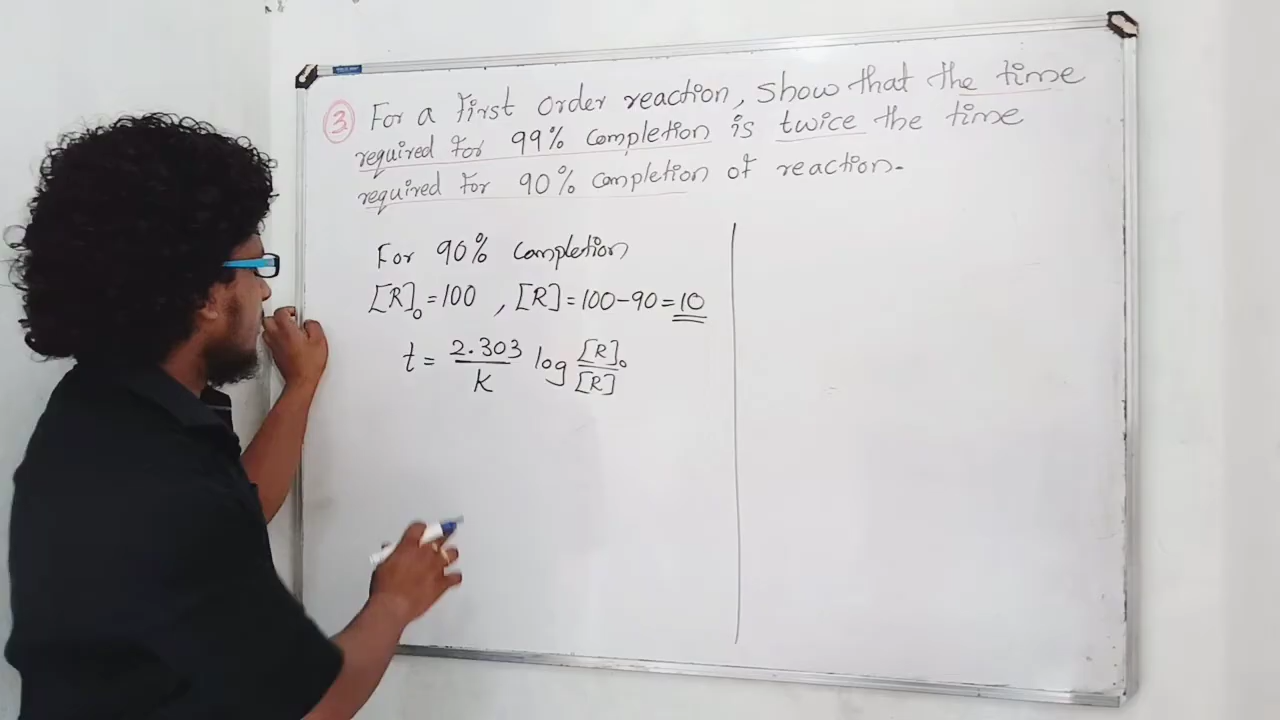 3 For a first order reaction, show that the time
required for 99% completion is twice the time
required for 90% completion of reaction.
For 90% completion
[R]₀ = 100 , [R] = 100-90 = 10
t = 2.303/k log [R]₀/[R]